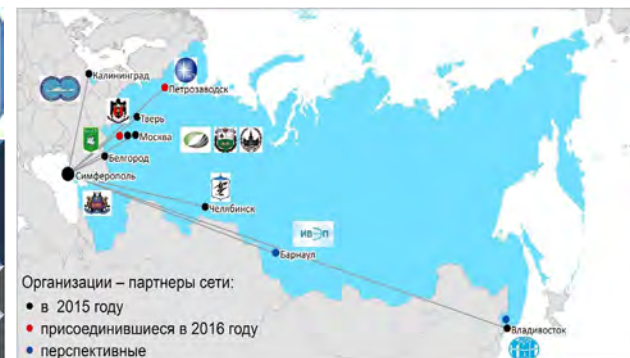 Калининград
Петрозаводск
Тверь
Москва
Белгород
Симферополь
Челябинск
ИВЭП
Барнаул
Организации – партнеры сети:
• в 2015 году
• присоединившиеся в 2016 году
• перспективные
Владивосток